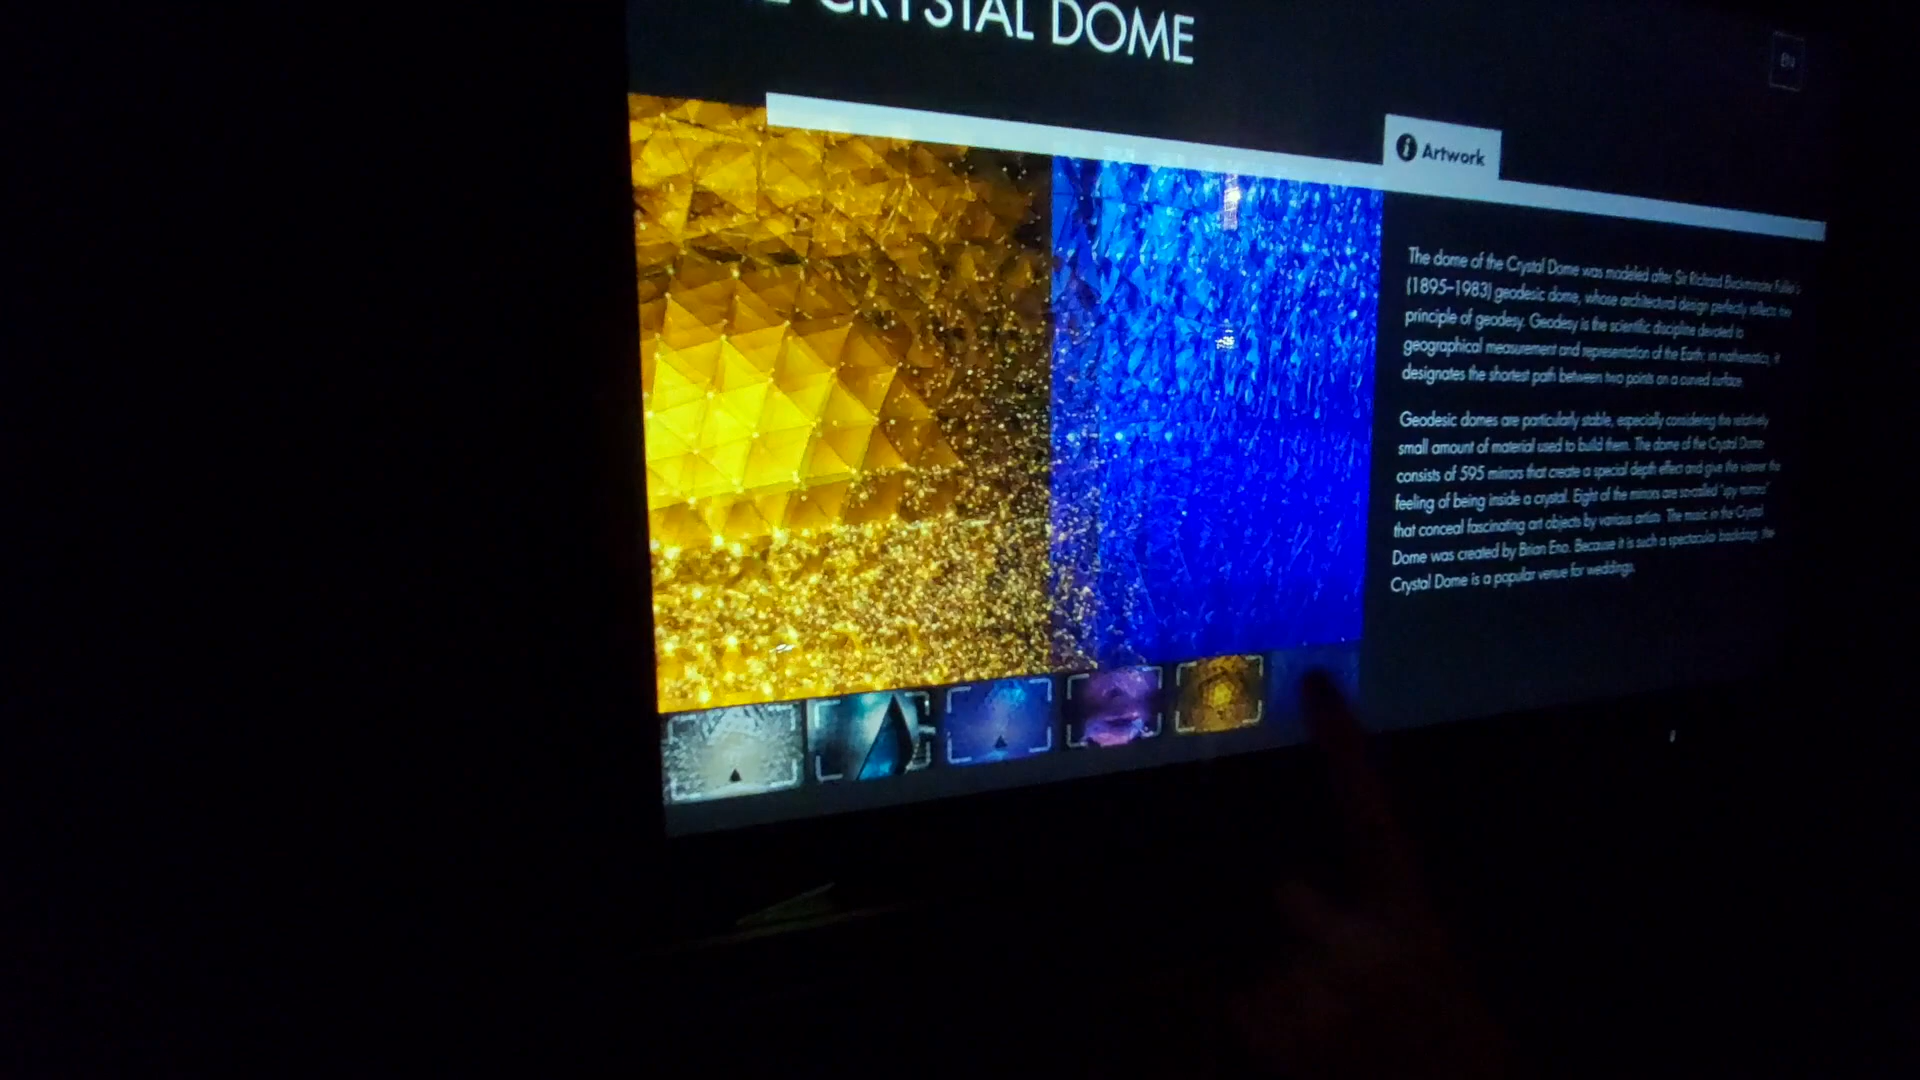 CRYSTAL DOME
EN
Artwork
The dome of the Crystal Dome was modeled after Sir Richard Buckminster Fuller's
(1895–1983) geodesic dome, whose architectural design perfectly reflects the
principle of geodesy. Geodesy is the scientific discipline devoted to
geographical measurement and representation of the Earth; in mathematics, it
designates the shortest path between two points on a curved surface.
Geodesic domes are particularly stable, especially considering the relatively
small amount of material used to build them. The dome of the Crystal Dome
consists of 595 mirrors that create a special depth effect and give the viewer the
feeling of being inside a crystal. Eight of the mirrors are so-called "spy mirrors"
that conceal fascinating art objects by various artists. The music in the Crystal
Dome was created by Brian Eno. Because it is such a spectacular backdrop, the
Crystal Dome is a popular venue for weddings.